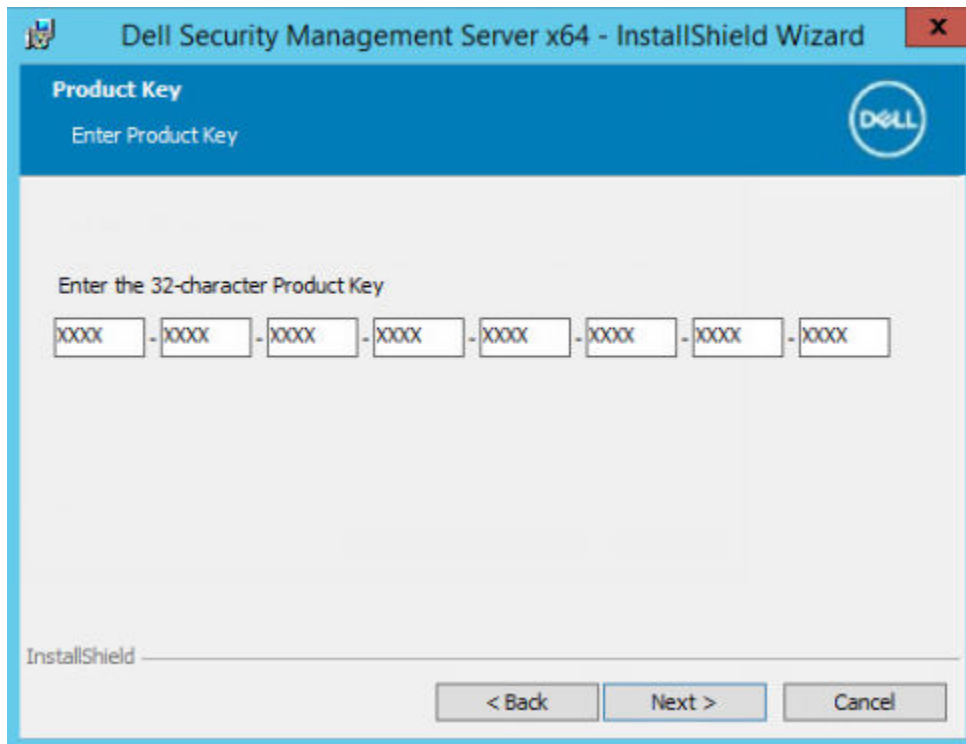 Dell Security Management Server x64 - InstallShield Wizard
x
Product Key
DELL
Enter Product Key
Enter the 32-character Product Key
XXXX - XXXX - XXXX - XXXX - XXXX - XXXX - XXXX - XXXX
InstallShield
< Back Next > Cancel